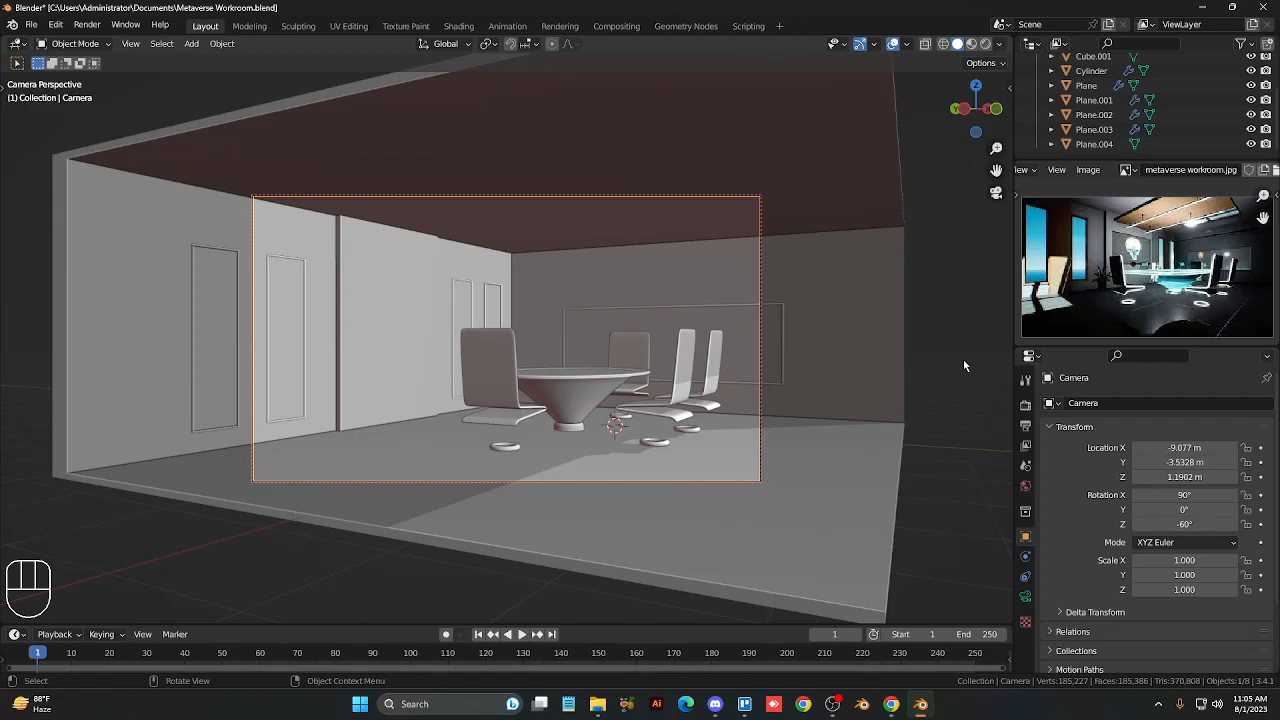 Blender* [C:\Users\Administrator\Documents\Metaverse Workroom.blend]
File Edit Render Window Help Layout Modeling Sculpting UV Editing Texture Paint Shading Animation Rendering Compositing Geometry Nodes Scripting + Scene ViewLayer
Object Mode View Select Add Object Global
Options
Camera Perspective
(1) Collection | Camera
Z
Y
X
Cube.001
Cylinder
Plane
Plane.001
Plane.002
Plane.003
Plane.004
View Image metaverse workroom.jpg
Camera
Camera
Transform
Location X -9.077 m
Y -3.5328 m
Z 1.1902 m
Rotation X 90°
Y 0°
Z -60°
Mode XYZ Euler
Scale X 1.000
Y 1.000
Z 1.000
Delta Transform
Relations
Collections
Motion Paths
Playback Keying View Marker 1 Start 1 End 250
1 10 20 30 40 50 60 70 80 90 100 110 120 130 140 150 160 170 180 190 200 210 220 230 240 250
Select Rotate View Object Context Menu Collection | Camera | Verts:185,227 | Faces:185,386 | Tris:370,808 | Objects:1/8 | 3.4.1
88°F
Haze
Search
Ai
11:05 AM
11/1/2023